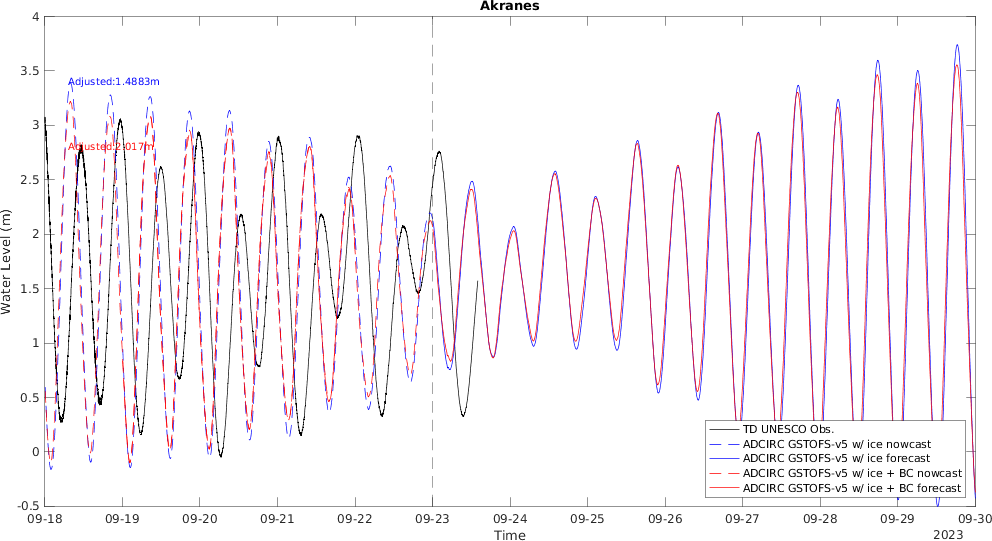 Akranes
4
3.5
3
2.5
2
1.5
1
0.5
0
-0.5
Water Level (m)
Adjusted:1.4883m
Adjusted:2.017m
TD UNESCO Obs.
ADCIRC GSTOFS-v5 w/ ice nowcast
ADCIRC GSTOFS-v5 w/ ice forecast
ADCIRC GSTOFS-v5 w/ ice + BC nowcast
ADCIRC GSTOFS-v5 w/ ice + BC forecast
09-18 09-19 09-20 09-21 09-22 09-23 09-24 09-25 09-26 09-27 09-28 09-29 09-30
Time
2023